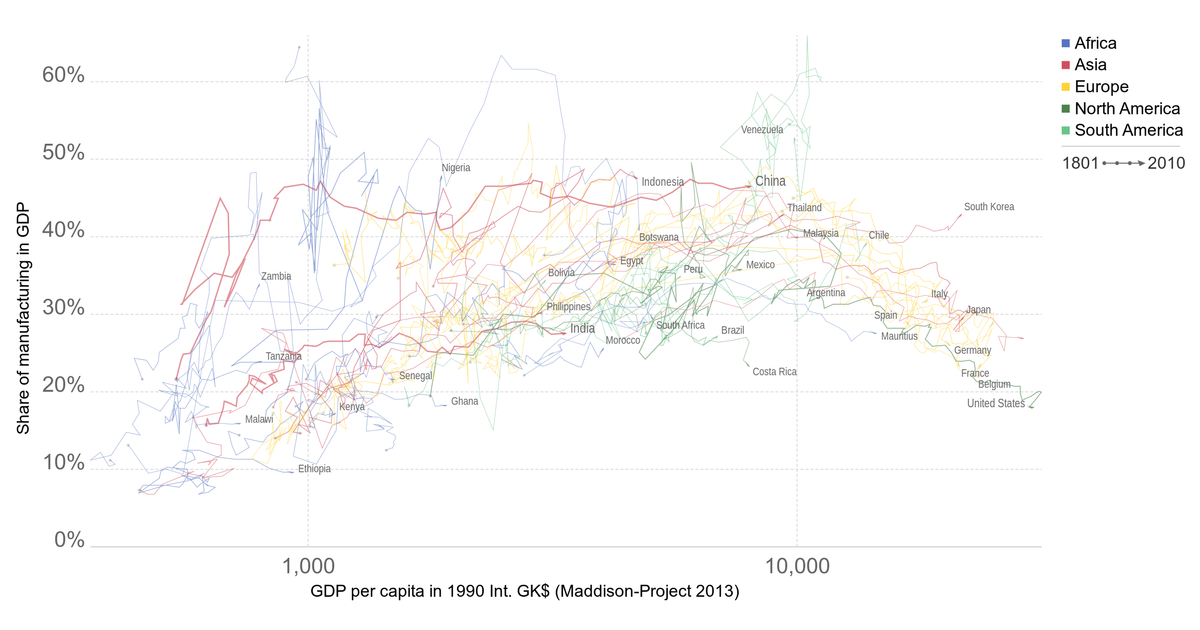 60%
50%
40%
30%
20%
10%
0%
1,000
10,000
Share of manufacturing in GDP
GDP per capita in 1990 Int. GK$ (Maddison-Project 2013)
Africa
Asia
Europe
North America
South America
1801 2010
Venezuela
Nigeria
Indonesia
China
Thailand
South Korea
Botswana
Malaysia
Chile
Zambia
Bolivia
Egypt
Peru
Mexico
Philippines
Argentina
Italy
Japan
India
South Africa
Brazil
Spain
Mauritius
Tanzania
Morocco
Germany
Senegal
Costa Rica
France
Belgium
Kenya
Ghana
United States
Malawi
Ethiopia